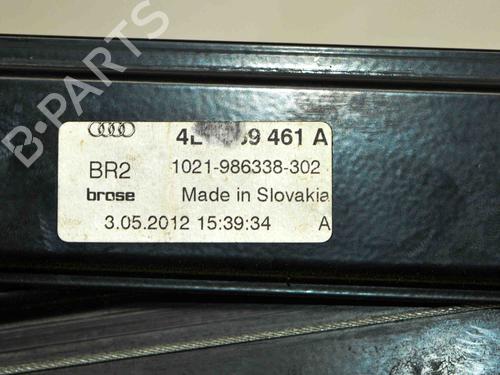 B-PARTS
461 A
BR2 1021-986338-302
brose Made in Slovakia
3.05.2012 15:39:34 A